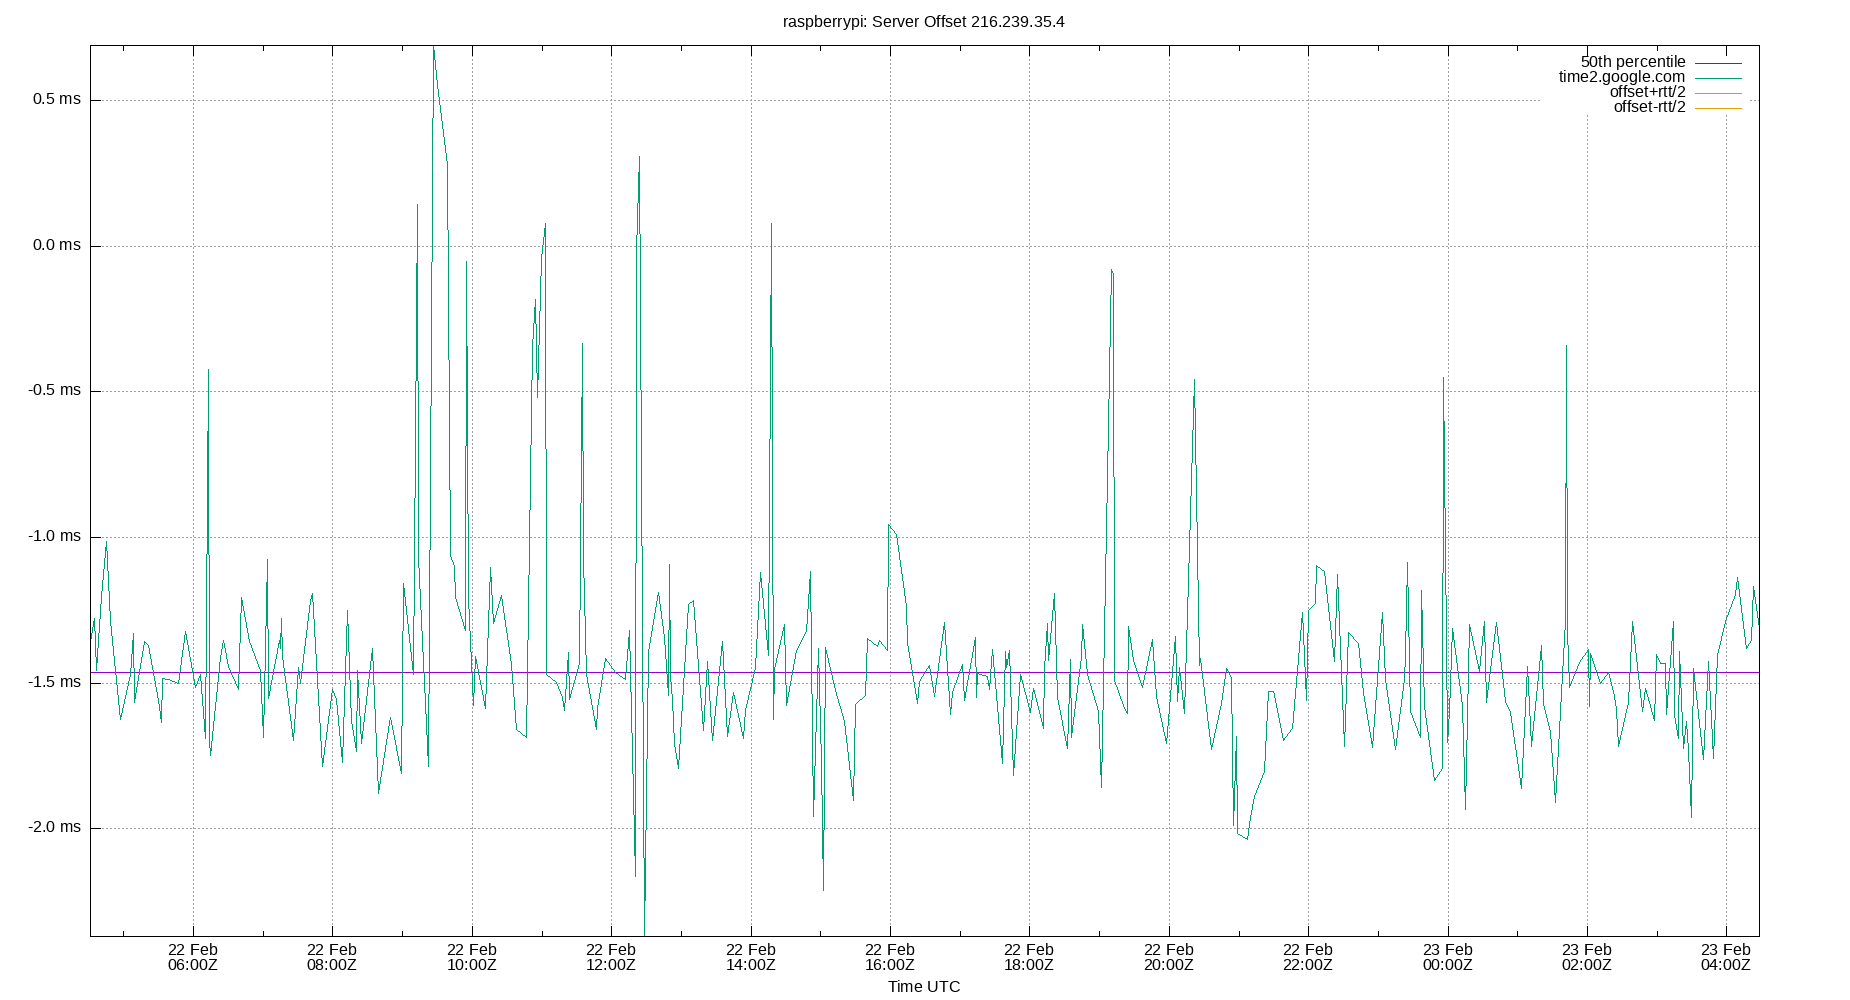 raspberrypi: Server Offset 216.239.35.4
50th percentile
time2.google.com
offset+rtt/2
offset-rtt/2
0.5 ms
0.0 ms
-0.5 ms
-1.0 ms
-1.5 ms
-2.0 ms
22 Feb 22 Feb 22 Feb 22 Feb 22 Feb 22 Feb 22 Feb 22 Feb 22 Feb 23 Feb 23 Feb 23 Feb
06:00Z 08:00Z 10:00Z 12:00Z 14:00Z 16:00Z 18:00Z 20:00Z 22:00Z 00:00Z 02:00Z 04:00Z
Time UTC